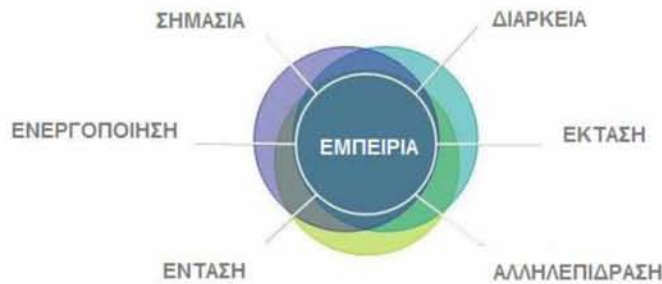 ΣΗΜΑΣΙΑ
ΔΙΑΡΚΕΙΑ
ΕΝΕΡΓΟΠΟΙΗΣΗ
ΕΜΠΕΙΡΙΑ
ΕΚΤΑΣΗ
ΕΝΤΑΣΗ
ΑΛΛΗΛΕΠΙΔΡΑΣΗ